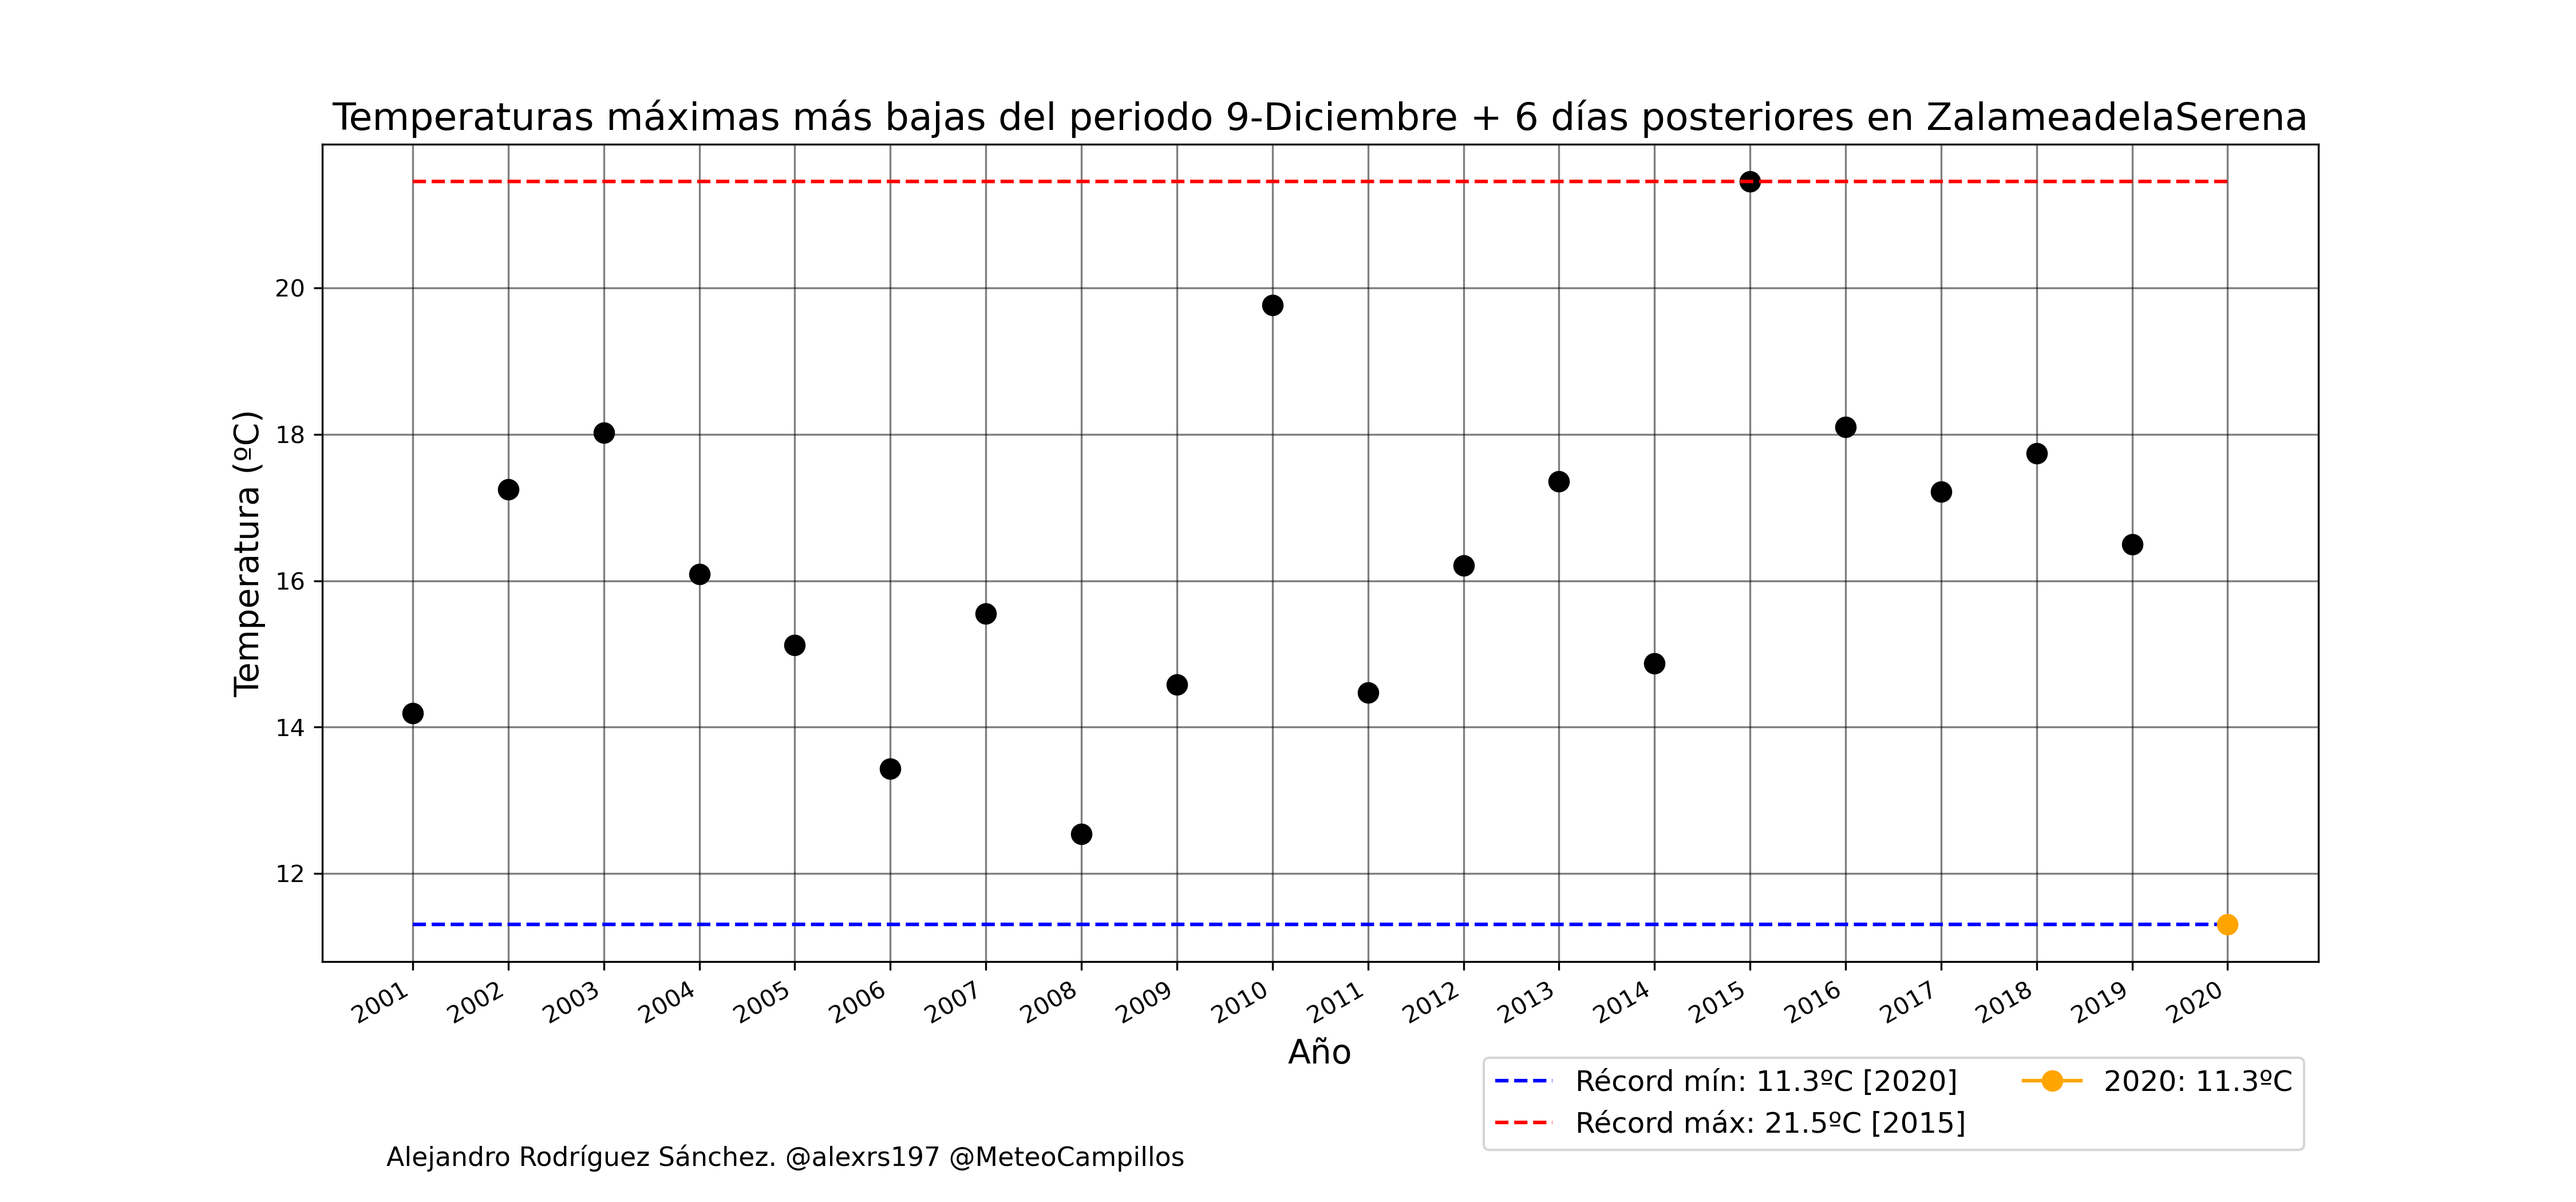 Temperaturas máximas más bajas del periodo 9-Diciembre + 6 días posteriores en ZalameadelaSerena
Temperatura (ºC)
20
18
16
14
12
2001 2002 2003 2004 2005 2006 2007 2008 2009 2010 2011 2012 2013 2014 2015 2016 2017 2018 2019 2020
Año
Récord mín: 11.3ºC [2020]
Récord máx: 21.5ºC [2015]
2020: 11.3ºC
Alejandro Rodríguez Sánchez. @alexrs197 @MeteoCampillos